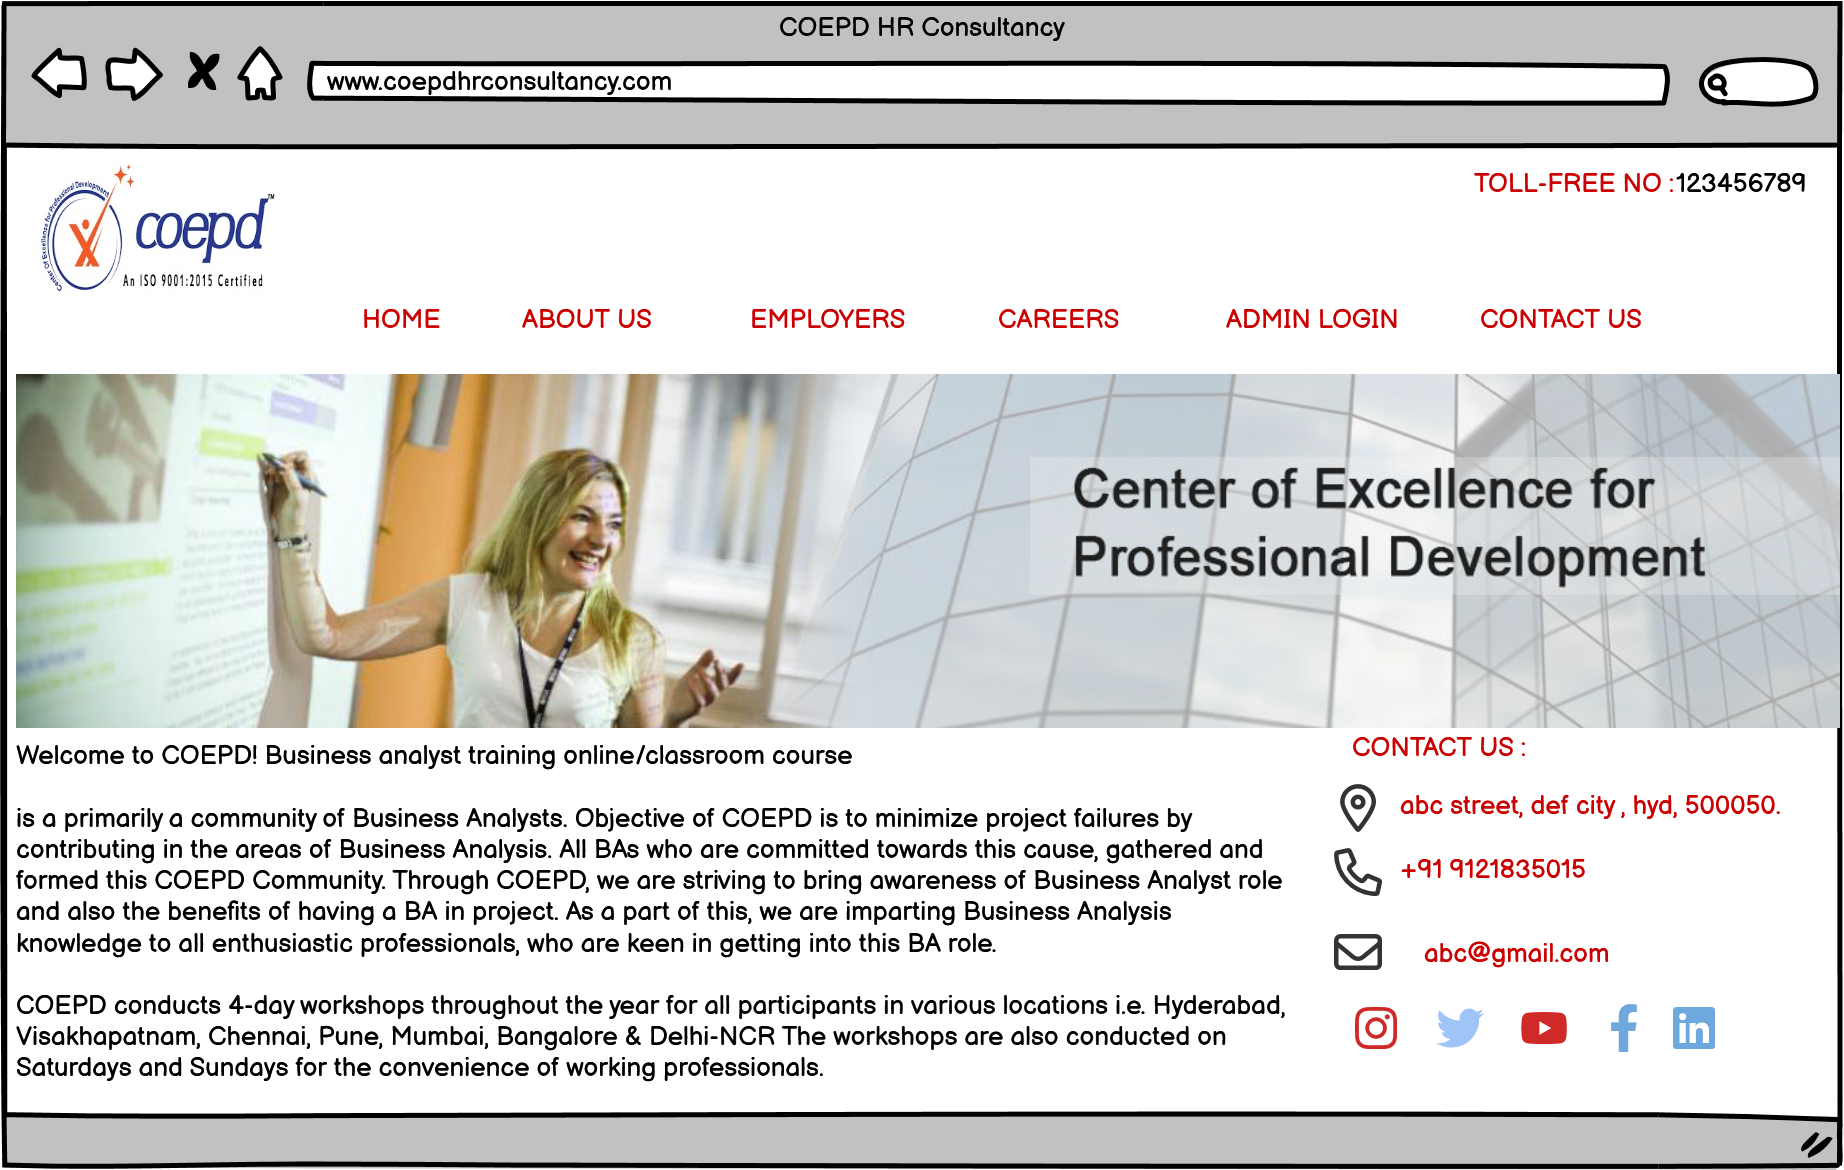 COEPD HR Consultancy
www.coepdhrconsultancy.com
Center Of Excellence for Professional Development
coepd™
An ISO 9001:2015 Certified
TOLL-FREE NO :123456789
HOME ABOUT US EMPLOYERS CAREERS ADMIN LOGIN CONTACT US
Center of Excellence for
Professional Development
Welcome to COEPD! Business analyst training online/classroom course
is a primarily a community of Business Analysts. Objective of COEPD is to minimize project failures by
contributing in the areas of Business Analysis. All BAs who are committed towards this cause, gathered and
formed this COEPD Community. Through COEPD, we are striving to bring awareness of Business Analyst role
and also the benefits of having a BA in project. As a part of this, we are imparting Business Analysis
knowledge to all enthusiastic professionals, who are keen in getting into this BA role.
COEPD conducts 4-day workshops throughout the year for all participants in various locations i.e. Hyderabad,
Visakhapatnam, Chennai, Pune, Mumbai, Bangalore & Delhi-NCR The workshops are also conducted on
Saturdays and Sundays for the convenience of working professionals.
CONTACT US :
abc street, def city , hyd, 500050.
+91 9121835015
abc@gmail.com